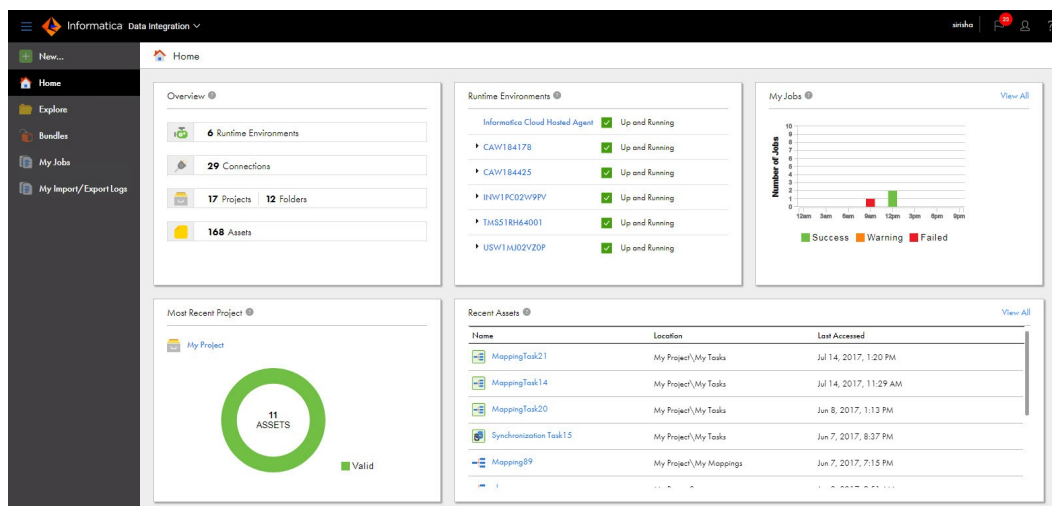 Informatica Data Integration
sirisha
25
?
New...
Home
Explore
Bundles
My Jobs
My Import/Export Logs
Home
Overview
6 Runtime Environments
29 Connections
17 Projects 12 Folders
168 Assets
Runtime Environments
Informatica Cloud Hosted Agent Up and Running
CAW184178 Up and Running
CAW184425 Up and Running
INW1PC02W9PV Up and Running
TMS51RH64001 Up and Running
USW1MJ02VZ0P Up and Running
My Jobs View All
Number of Jobs
10
9
8
7
6
5
4
3
2
1
0
12am 3am 6am 9am 12pm 3pm 6pm 9pm
Success Warning Failed
Most Recent Project
My Project
11
ASSETS
Valid
Recent Assets View All
Name Location Last Accessed
MappingTask21 My Project\My Tasks Jul 14, 2017, 1:20 PM
MappingTask14 My Project\My Tasks Jul 14, 2017, 11:29 AM
MappingTask20 My Project\My Tasks Jun 8, 2017, 1:13 PM
Synchronization Task15 My Project\My Tasks Jun 7, 2017, 8:37 PM
Mapping89 My Project\My Mappings Jun 7, 2017, 7:15 PM